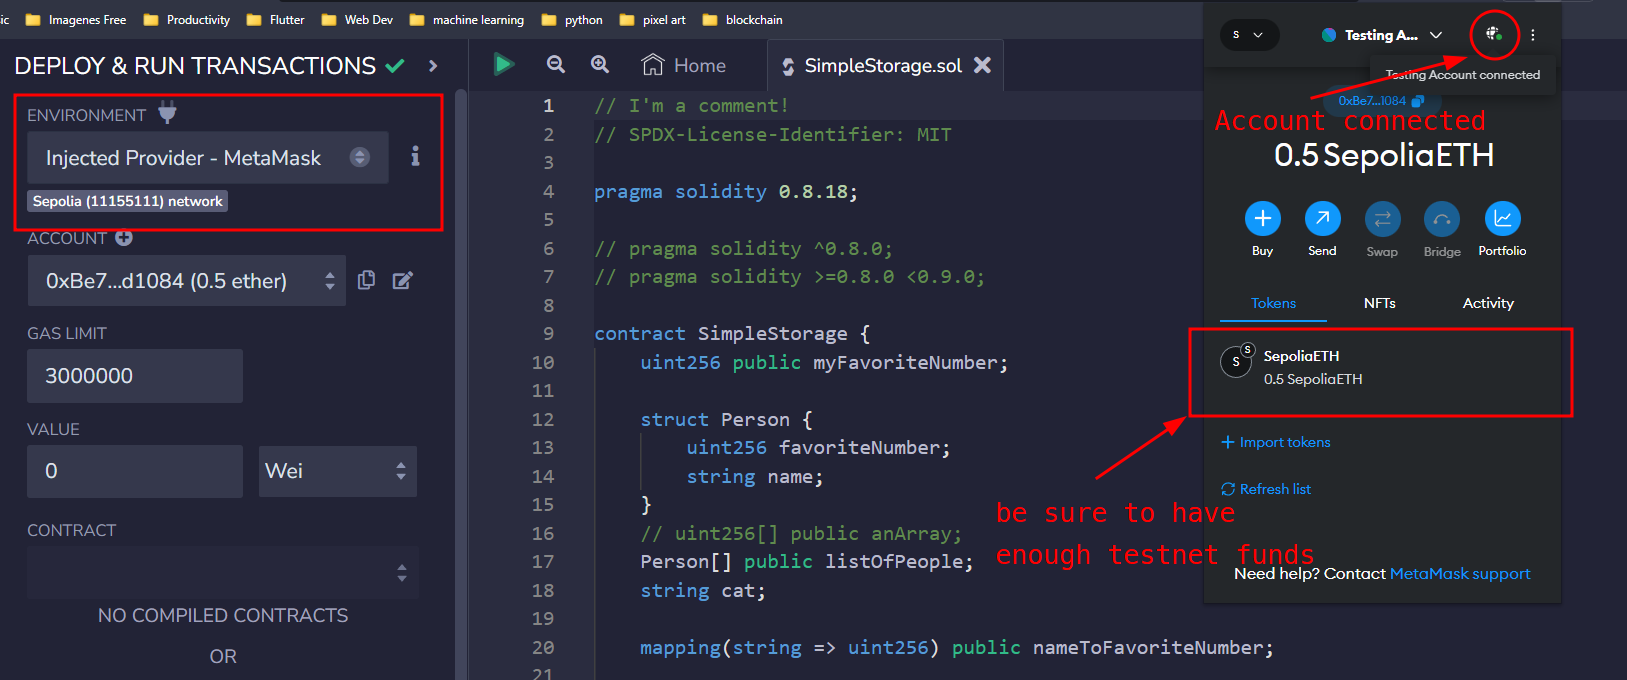 ic
Imagenes Free
Productivity
Flutter
Web Dev
machine learning
python
pixel art
blockchain
DEPLOY & RUN TRANSACTIONS
ENVIRONMENT
Injected Provider - MetaMask
i
Sepolia (11155111) network
ACCOUNT
0xBe7...d1084 (0.5 ether)
GAS LIMIT
3000000
VALUE
0
Wei
CONTRACT
NO COMPILED CONTRACTS
OR
Home
SimpleStorage.sol
1 // I'm a comment!
2 // SPDX-License-Identifier: MIT
3
4 pragma solidity 0.8.18;
5
6 // pragma solidity ^0.8.0;
7 // pragma solidity >=0.8.0 <0.9.0;
8
9 contract SimpleStorage {
10 uint256 public myFavoriteNumber;
11
12 struct Person {
13 uint256 favoriteNumber;
14 string name;
15 }
16 // uint256[] public anArray;
17 Person[] public listOfPeople;
18 string cat;
19
20 mapping(string => uint256) public nameToFavoriteNumber;
21
S
Testing A...
Testing Account connected
0xBe7...1084
Account connected
0.5 SepoliaETH
Buy
Send
Swap
Bridge
Portfolio
Tokens
NFTs
Activity
S
S
SepoliaETH
0.5 SepoliaETH
+ Import tokens
Refresh list
be sure to have
enough testnet funds
Need help? Contact MetaMask support